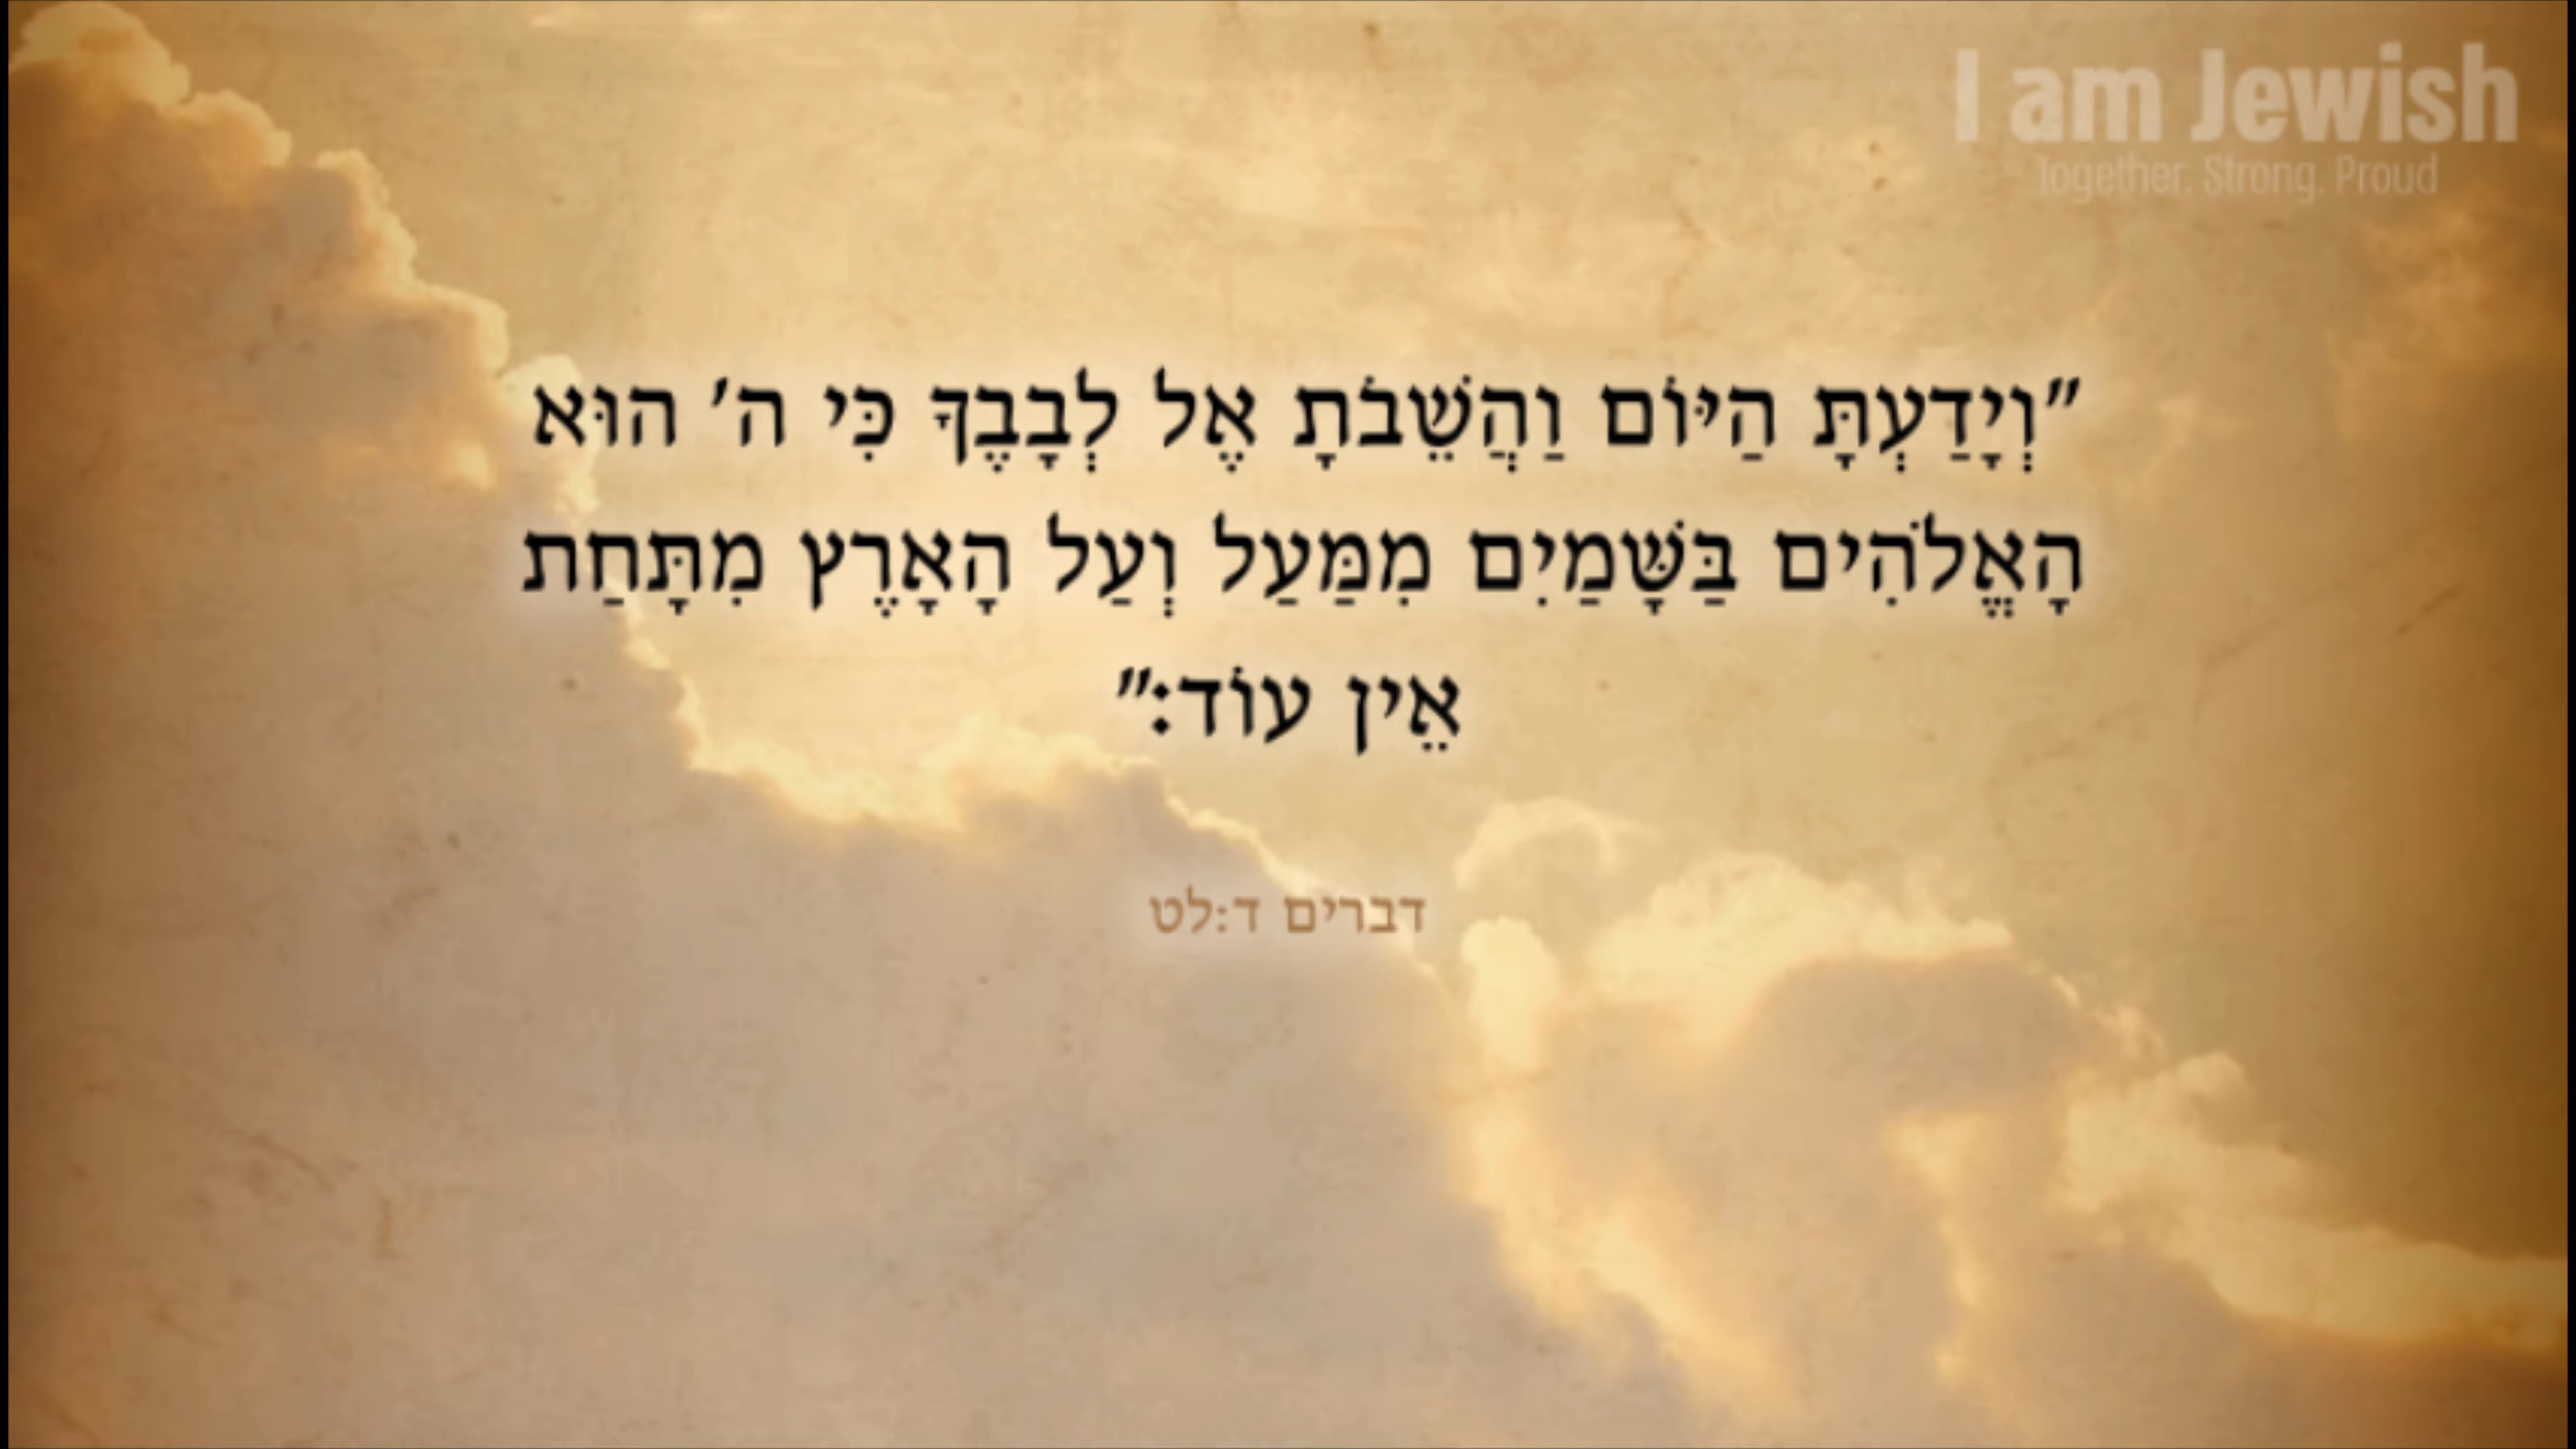 I am Jewish
Together. Strong. Proud
"וְיָדַעְתָּ הַיּוֹם וַהֲשֵׁבֹתָ אֶל לְבָבֶךָ כִּי ה' הוּא
הָאֱלֹהִים בַּשָּׁמַיִם מִמַּעַל וְעַל הָאָרֶץ מִתָּחַת
אֵין עוֹד:"
דברים ד:לט